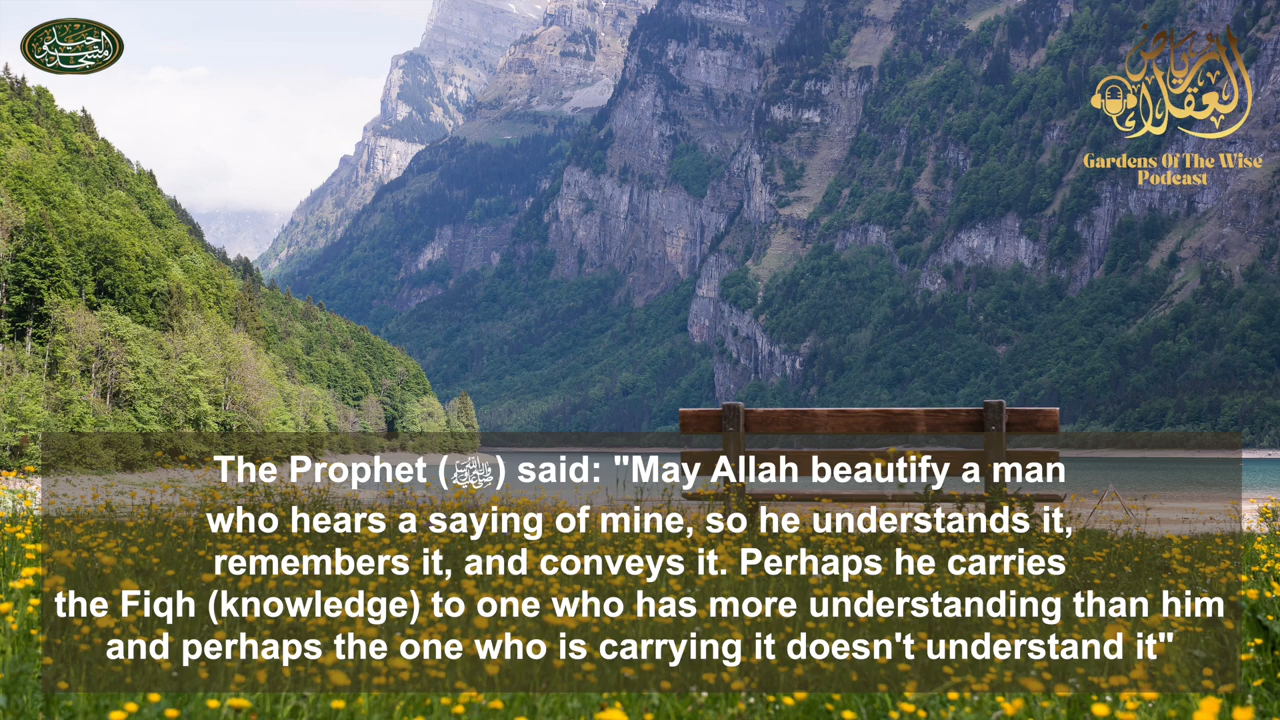 رياض
العقلاء
Gardens Of The Wise
Podcast
The Prophet (ﷺ) said: "May Allah beautify a man
who hears a saying of mine, so he understands it,
remembers it, and conveys it. Perhaps he carries
the Fiqh (knowledge) to one who has more understanding than him
and perhaps the one who is carrying it doesn't understand it"